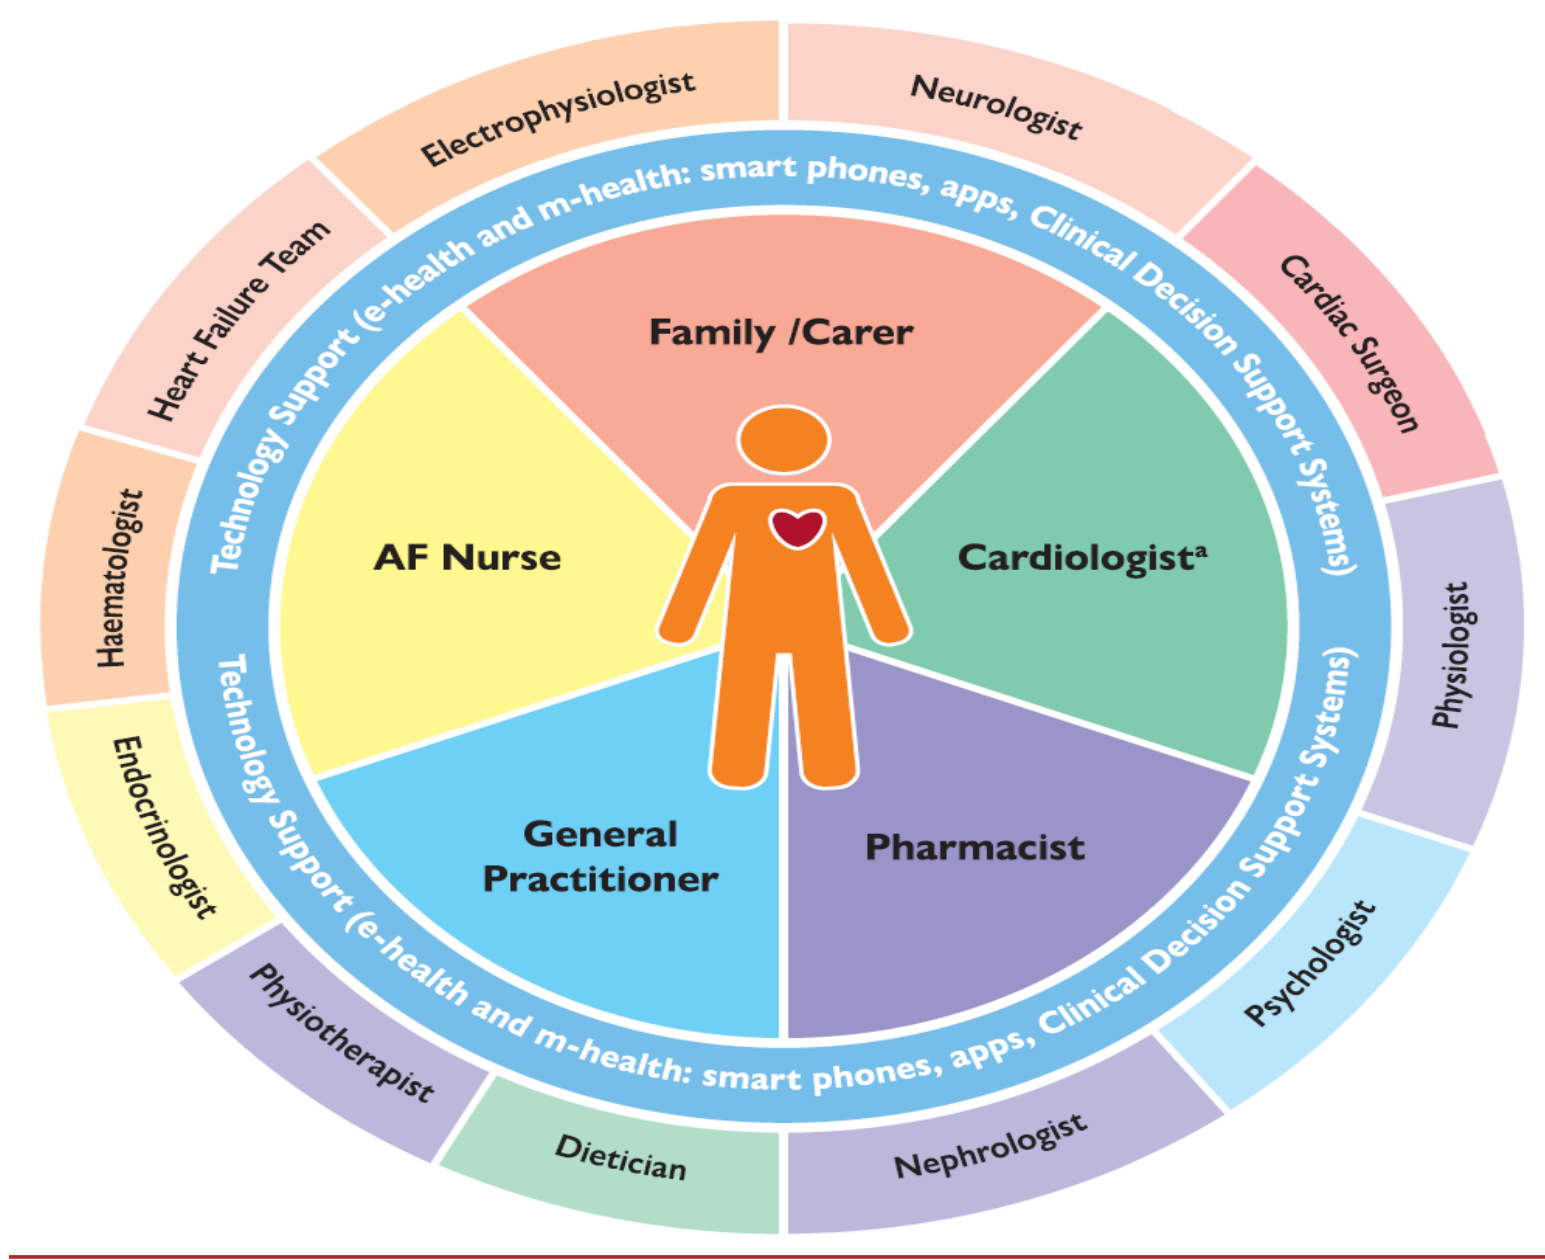 Electrophysiologist
Neurologist
Cardiac Surgeon
Physiologist
Psychologist
Nephrologist
Dietician
Physiotherapist
Endocrinologist
Haematologist
Heart Failure Team
Technology Support (e-health and m-health: smart phones, apps, Clinical Decision Support Systems)
Family /Carer
AF Nurse
Cardiologistᵃ
General
Practitioner
Pharmacist
Technology Support (e-health and m-health: smart phones, apps, Clinical Decision Support Systems)